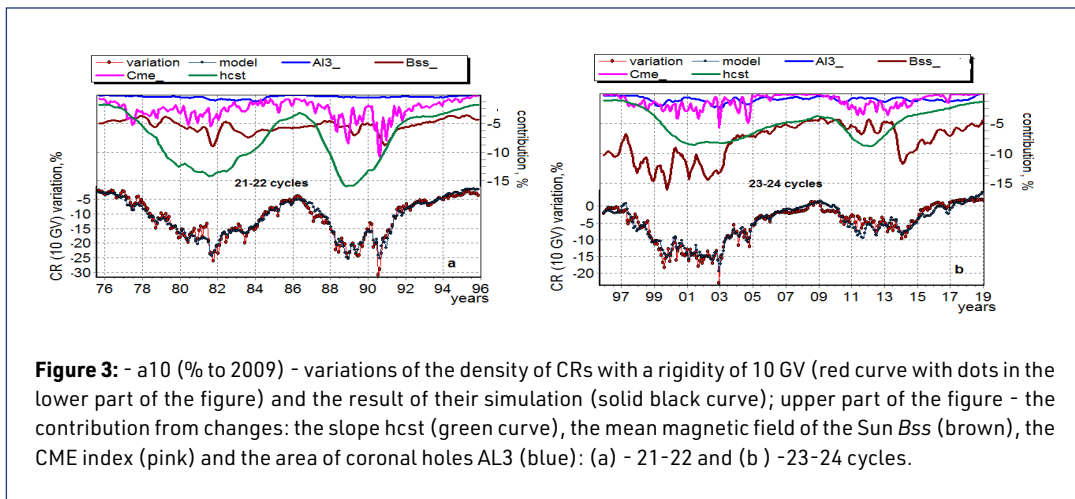 variation model Al3_ Bss_
Cme_ hcst
CR (10 GV) variation,%
-5
-10
-15
-20
-25
-30
-5
-10
-15
contribution, %
21-22 cycles
a
76 78 80 82 84 86 88 90 92 94 96
years
variation model Al3_ Bss_
Cme_ hcst
CR (10 GV) variation,%
0
-5
-10
-15
-20
-5
-10
-15
contribution, %
23-24 cycles
b
97 99 01 03 05 07 09 11 13 15 17 19
years
Figure 3: - a10 (% to 2009) - variations of the density of CRs with a rigidity of 10 GV (red curve with dots in the
lower part of the figure) and the result of their simulation (solid black curve); upper part of the figure - the
contribution from changes: the slope hcst (green curve), the mean magnetic field of the Sun Bss (brown), the
CME index (pink) and the area of coronal holes AL3 (blue): (a) - 21-22 and (b ) -23-24 cycles.